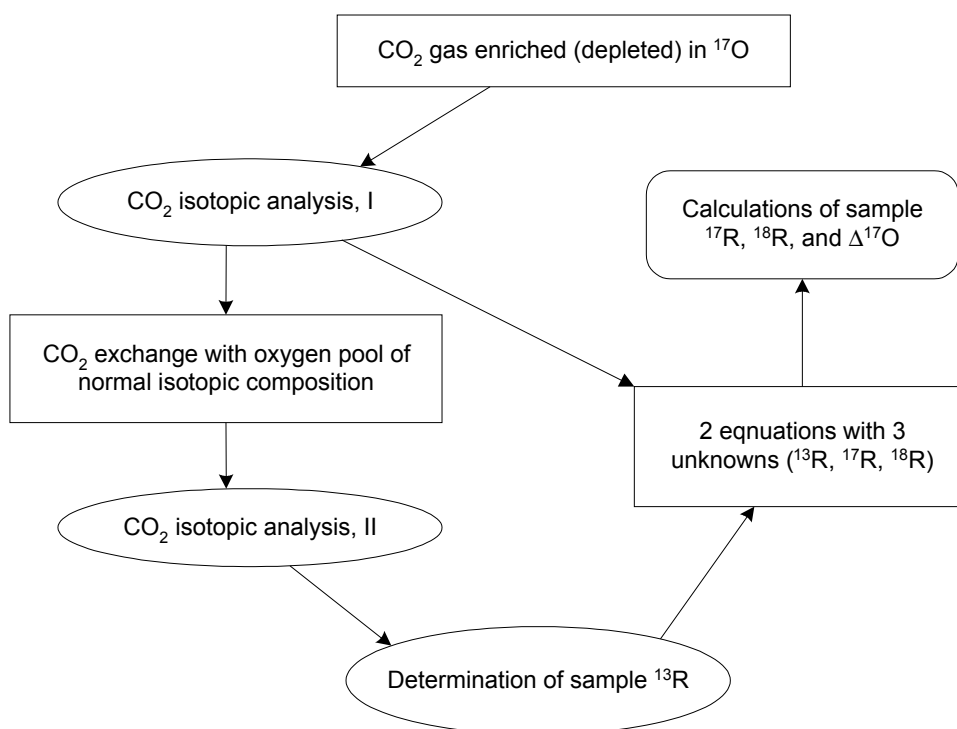 CO₂ gas enriched (depleted) in ¹⁷O
CO₂ isotopic analysis, I
Calculations of sample
¹⁷R, ¹⁸R, and Δ¹⁷O
CO₂ exchange with oxygen pool of
normal isotopic composition
2 eqnuations with 3
unknowns (¹³R, ¹⁷R, ¹⁸R)
CO₂ isotopic analysis, II
Determination of sample ¹³R